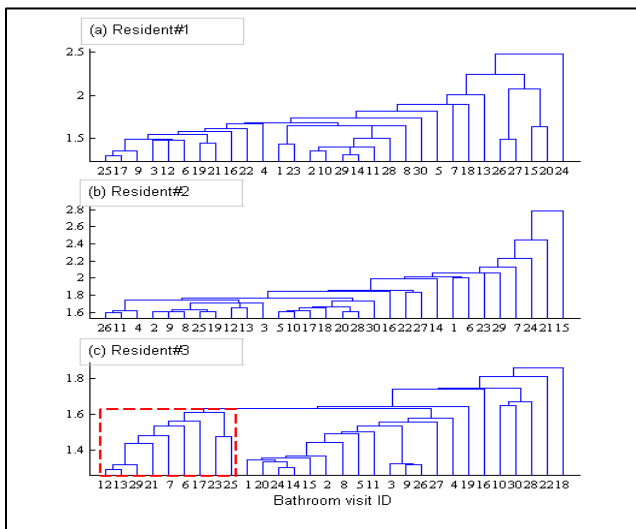 (a) Resident#1
2.5
2
1.5
25 17 9 3 12 6 19 21 16 22 4 1 23 2 10 29 14 11 28 8 30 5 7 18 13 26 27 15 20 24
(b) Resident#2
2.8
2.6
2.4
2.2
2
1.8
1.6
26 11 4 2 9 8 25 19 12 13 3 5 10 17 18 20 28 30 16 22 27 14 1 6 23 29 7 24 21 15
(c) Resident#3
1.8
1.6
1.4
12 13 29 21 7 6 17 23 25 1 20 24 14 15 2 8 5 11 3 9 26 27 4 19 16 10 30 28 22 18
Bathroom visit ID